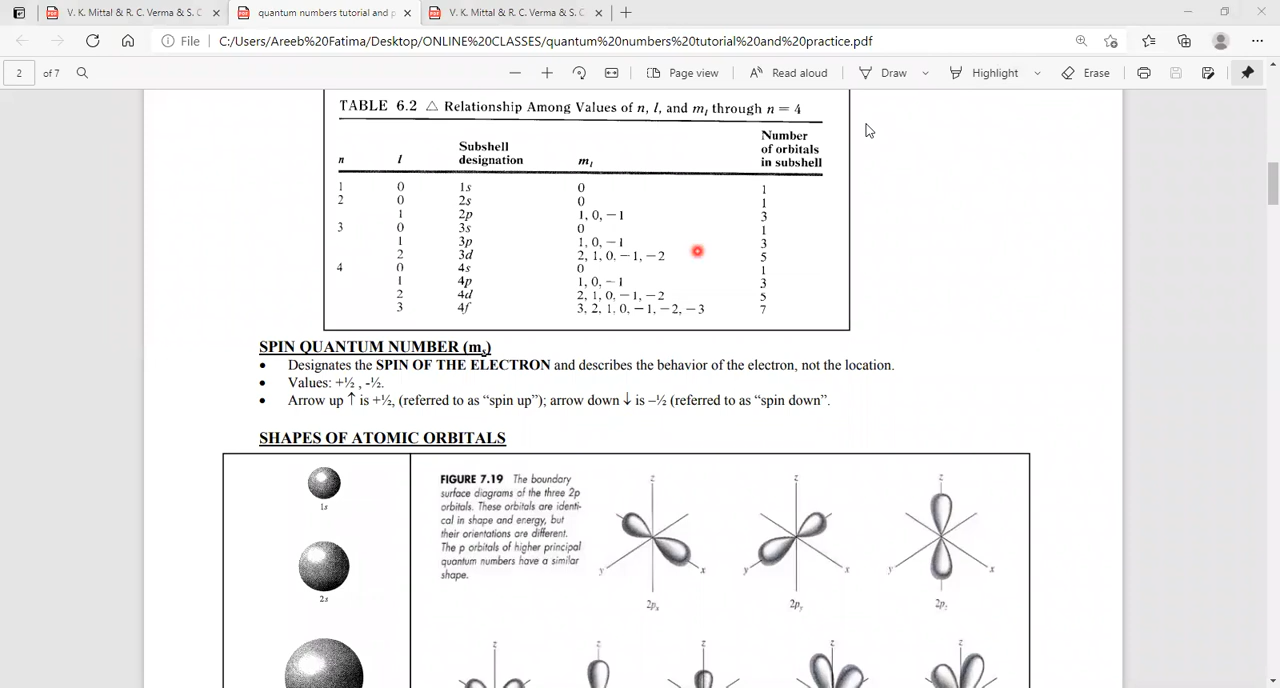 V. K. Mittal & R. C. Verma & S. C
quantum numbers tutorial and p
V. K. Mittal & R. C. Verma & S. C
File
C:/Users/Areeb%20Fatima/Desktop/ONLINE%20CLASSES/quantum%20numbers%20tutorial%20and%20practice.pdf
2 of 7
Page view
Read aloud
Draw
Highlight
Erase
TABLE 6.2 △ Relationship Among Values of n, l, and mₗ through n = 4
n l Subshell designation mₗ Number of orbitals in subshell
1 0 1s 0 1
2 0 2s 0 1
1 2p 1, 0, −1 3
3 0 3s 0 1
1 3p 1, 0, −1 3
2 3d 2, 1, 0. −1, −2 5
4 0 4s 0 1
1 4p 1, 0, −1 3
2 4d 2, 1, 0, −1, −2 5
3 4f 3, 2, 1, 0, −1, −2, −3 7
SPIN QUANTUM NUMBER (mₛ)
• Designates the SPIN OF THE ELECTRON and describes the behavior of the electron, not the location.
• Values: +½ , -½.
• Arrow up ↑ is +½, (referred to as “spin up”); arrow down ↓ is –½ (referred to as “spin down”.
SHAPES OF ATOMIC ORBITALS
1s
2s
FIGURE 7.19 The boundary
surface diagrams of the three 2p
orbitals. These orbitals are identi-
cal in shape and energy, but
their orientations are different.
The p orbitals of higher principal
quantum numbers have a similar
shape.
z
y
x
2pₓ
z
y
x
2pᵧ
z
y
x
2p_z
z
z
z
z
z